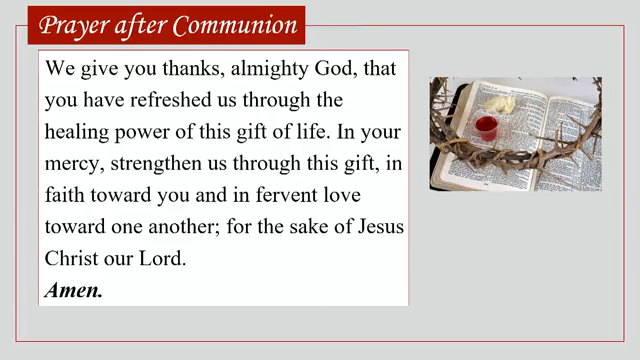 Prayer after Communion
We give you thanks, almighty God, that
you have refreshed us through the
healing power of this gift of life. In your
mercy, strengthen us through this gift, in
faith toward you and in fervent love
toward one another; for the sake of Jesus
Christ our Lord.
Amen.